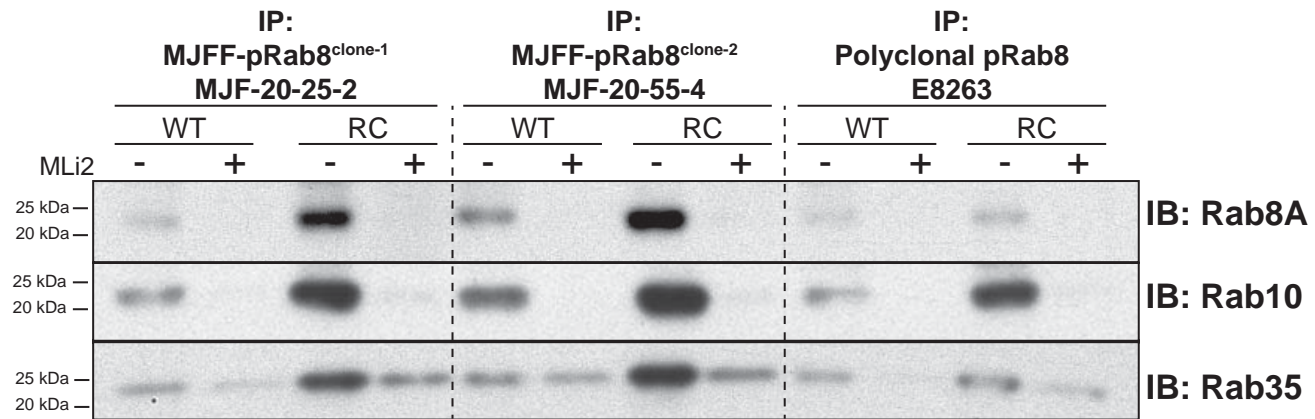 IP: IP: IP:
MJFF-pRab8clone-1 MJFF-pRab8clone-2 Polyclonal pRab8
MJF-20-25-2 MJF-20-55-4 E8263
WT RC WT RC WT RC
MLi2 - + - + - + - + - + - +
25 kDa
20 kDa
IB: Rab8A
25 kDa
20 kDa
IB: Rab10
25 kDa
20 kDa
IB: Rab35